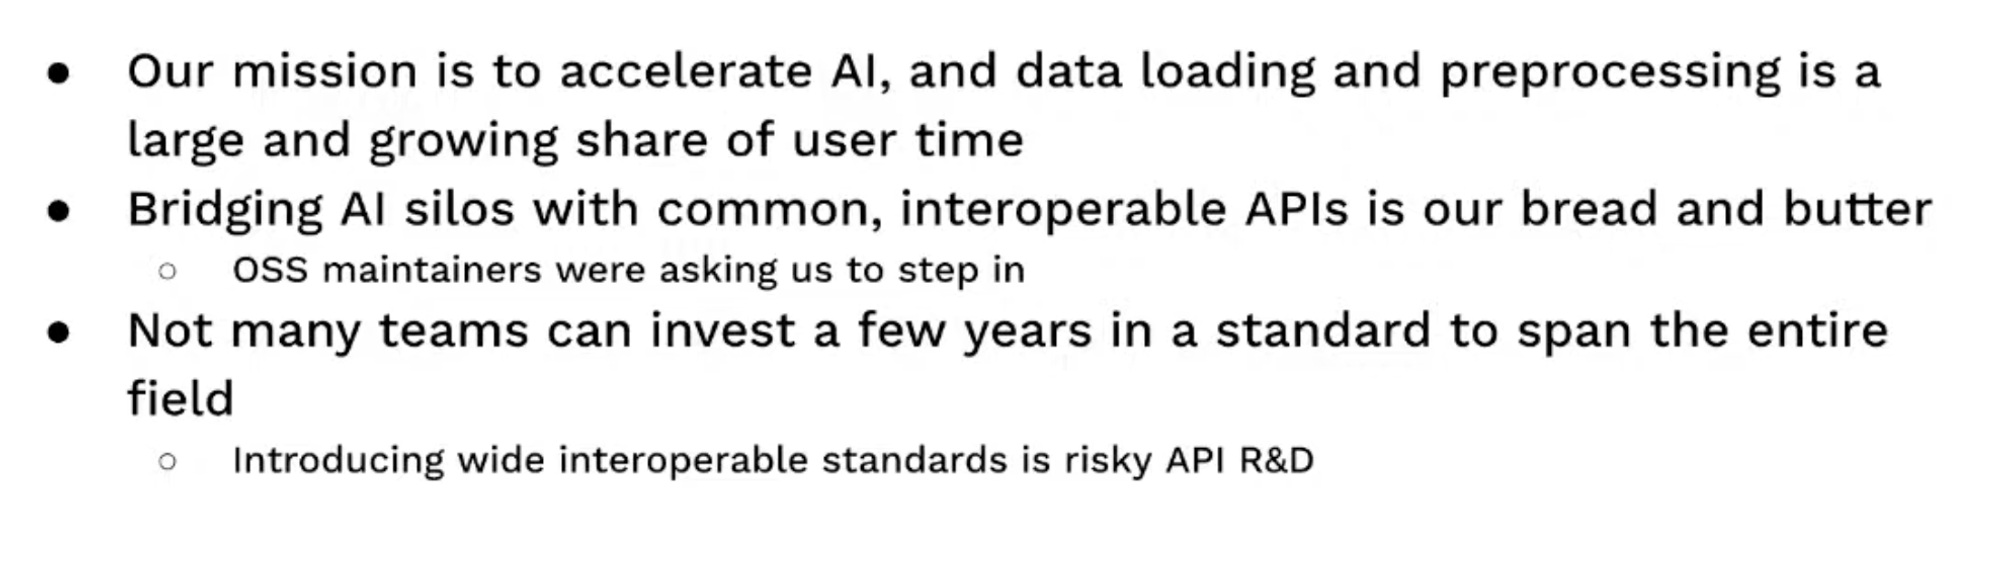 ● Our mission is to accelerate AI, and data loading and preprocessing is a
large and growing share of user time
● Bridging AI silos with common, interoperable APIs is our bread and butter
○ OSS maintainers were asking us to step in
● Not many teams can invest a few years in a standard to span the entire
field
○ Introducing wide interoperable standards is risky API R&D